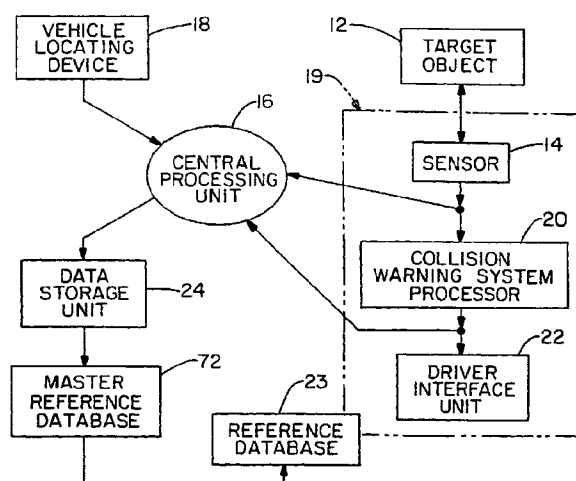 VEHICLE
LOCATING
DEVICE
18
12
TARGET
OBJECT
19
16
CENTRAL
PROCESSING
UNIT
14
SENSOR
20
COLLISION
WARNING SYSTEM
PROCESSOR
DATA
STORAGE
UNIT
24
22
DRIVER
INTERFACE
UNIT
72
MASTER
REFERENCE
DATABASE
23
REFERENCE
DATABASE